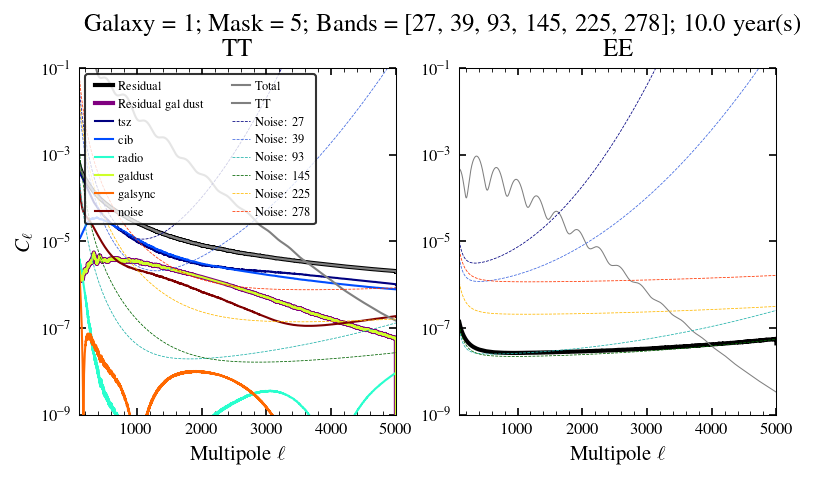 Galaxy = 1; Mask = 5; Bands = [27, 39, 93, 145, 225, 278]; 10.0 year(s)
TT
EE
10⁻¹
10⁻³
10⁻⁵
10⁻⁷
10⁻⁹
Cℓ
Residual
Residual gal dust
tsz
cib
radio
galdust
galsync
noise
Total
TT
Noise: 27
Noise: 39
Noise: 93
Noise: 145
Noise: 225
Noise: 278
1000 2000 3000 4000 5000
Multipole ℓ
10⁻¹
10⁻³
10⁻⁵
10⁻⁷
10⁻⁹
1000 2000 3000 4000 5000
Multipole ℓ